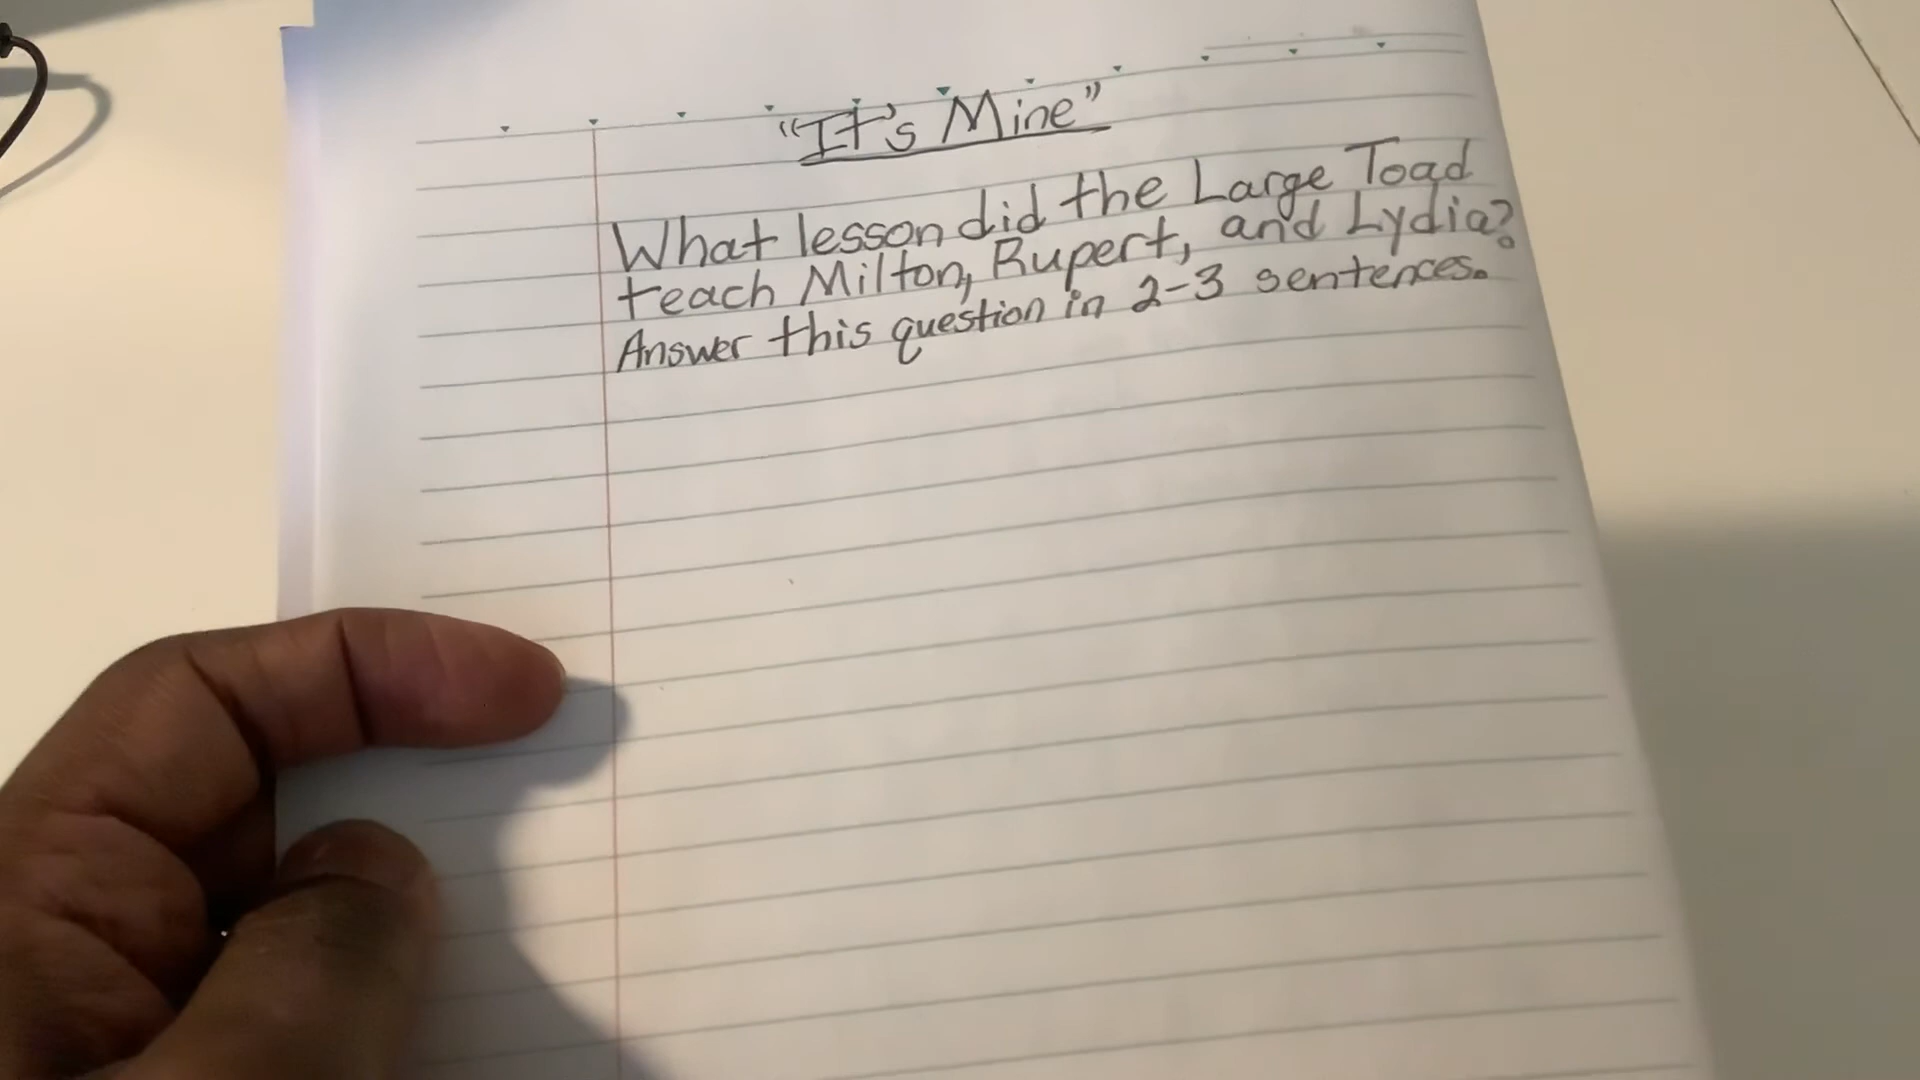 "It's Mine"
What lesson did the Large Toad
teach Milton, Rupert, and Lydia?
Answer this question in 2-3 sentences.